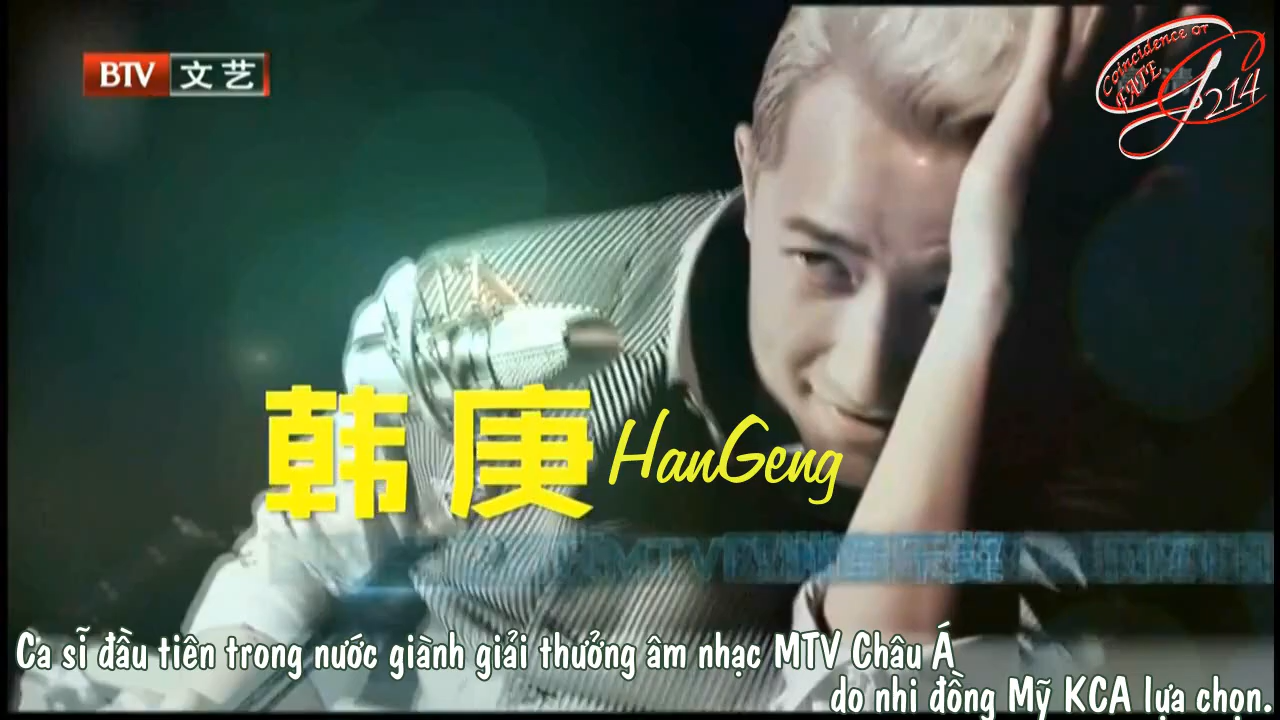 BTV 文艺
Coincidence or
FATE
214
韩庚 HanGeng
Ca sĩ đầu tiên trong nước giành giải thưởng âm nhạc MTV Châu Á
do nhi đồng Mỹ KCA lựa chọn.